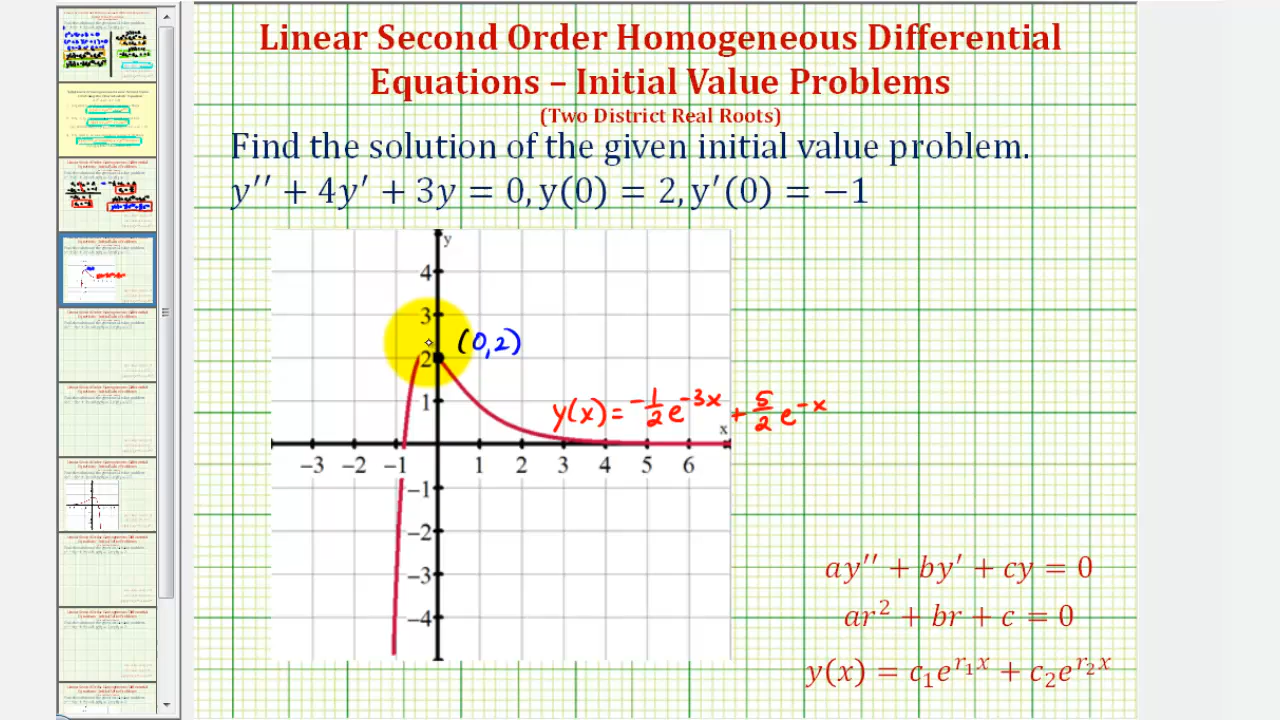 Linear Second Order Homogeneous Differential
Equations – Initial Value Problems
(Two District Real Roots)
Find the solution of the given initial value problem.
y′′ + 4y′ + 3y = 0, y(0) = 2, y′(0) = −1
y
4
3
(0,2)
2
1
y(x) = -1/2 e^-3x + 5/2 e^-x
x
−3 −2 −1 1 2 3 4 5 6
−1
−2
−3
−4
ay′′ + by′ + cy = 0
ar² + br + c = 0
y(x) = c₁e^r₁x + c₂e^r₂x